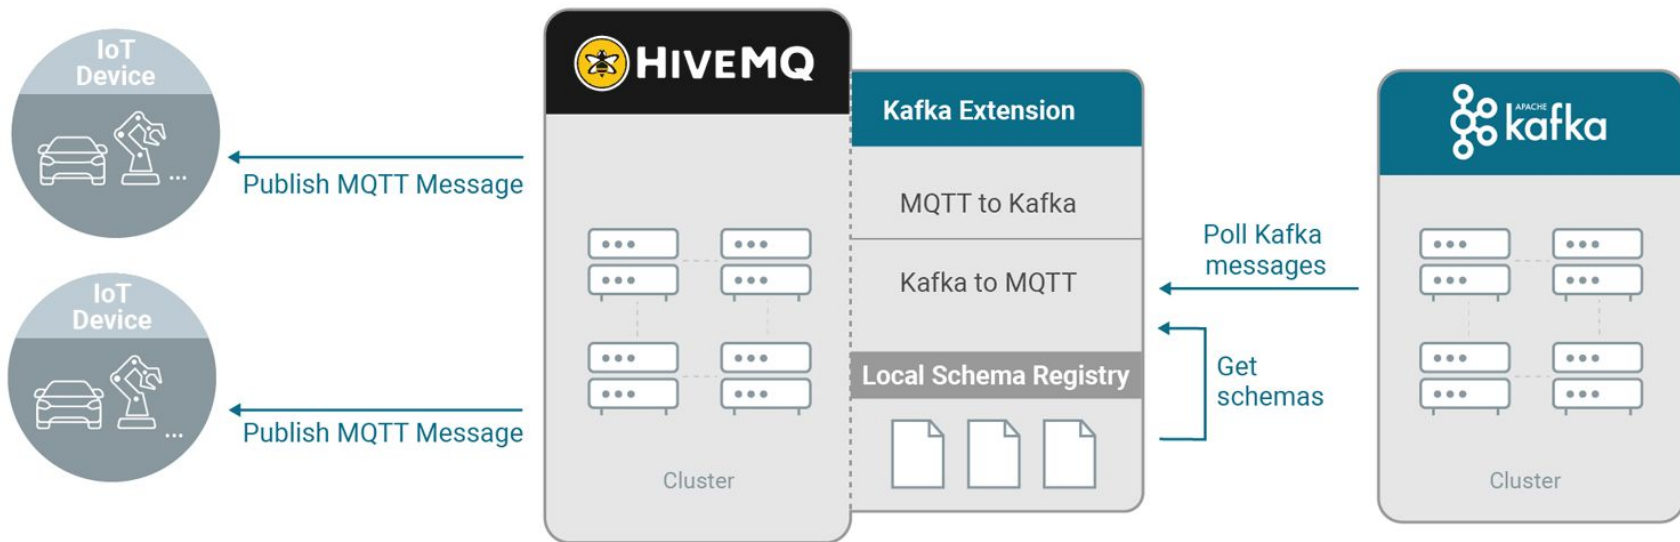 IoT
Device
...
Publish MQTT Message
IoT
Device
...
Publish MQTT Message
HIVEMQ
Cluster
Kafka Extension
MQTT to Kafka
Kafka to MQTT
Local Schema Registry
Poll Kafka
messages
Get
schemas
APACHE
kafka
Cluster